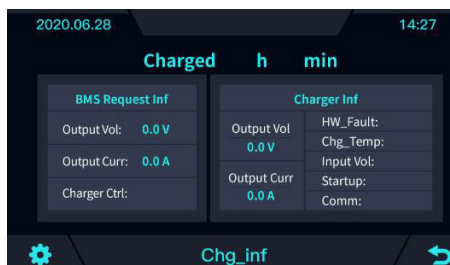 2020.06.28 14:27
Charged h min
BMS Request Inf
Output Vol: 0.0 V
Output Curr: 0.0 A
Charger Ctrl:
Charger Inf
Output Vol
0.0 V
Output Curr
0.0 A
HW_Fault:
Chg_Temp:
Input Vol:
Startup:
Comm:
Chg_inf